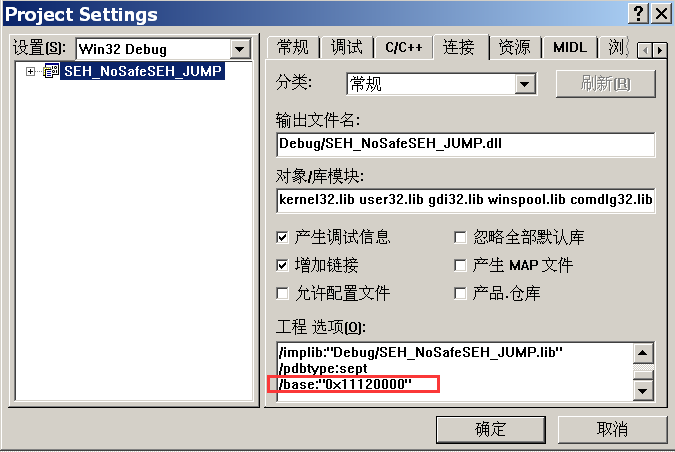 Project Settings
设置(S): Win32 Debug
SEH_NoSafeSEH_JUMP
常规 调试 C/C++ 连接 资源 MIDL 浏
分类: 常规 刷新(R)
输出文件名:
Debug/SEH_NoSafeSEH_JUMP.dll
对象/库模块:
kernel32.lib user32.lib gdi32.lib winspool.lib comdlg32.lib
产生调试信息 忽略全部默认库
增加链接 产生 MAP 文件
允许配置文件 产品.仓库
工程 选项(O):
/implib:"Debug/SEH_NoSafeSEH_JUMP.lib"
/pdbtype:sept
/base:"0x11120000"
确定 取消